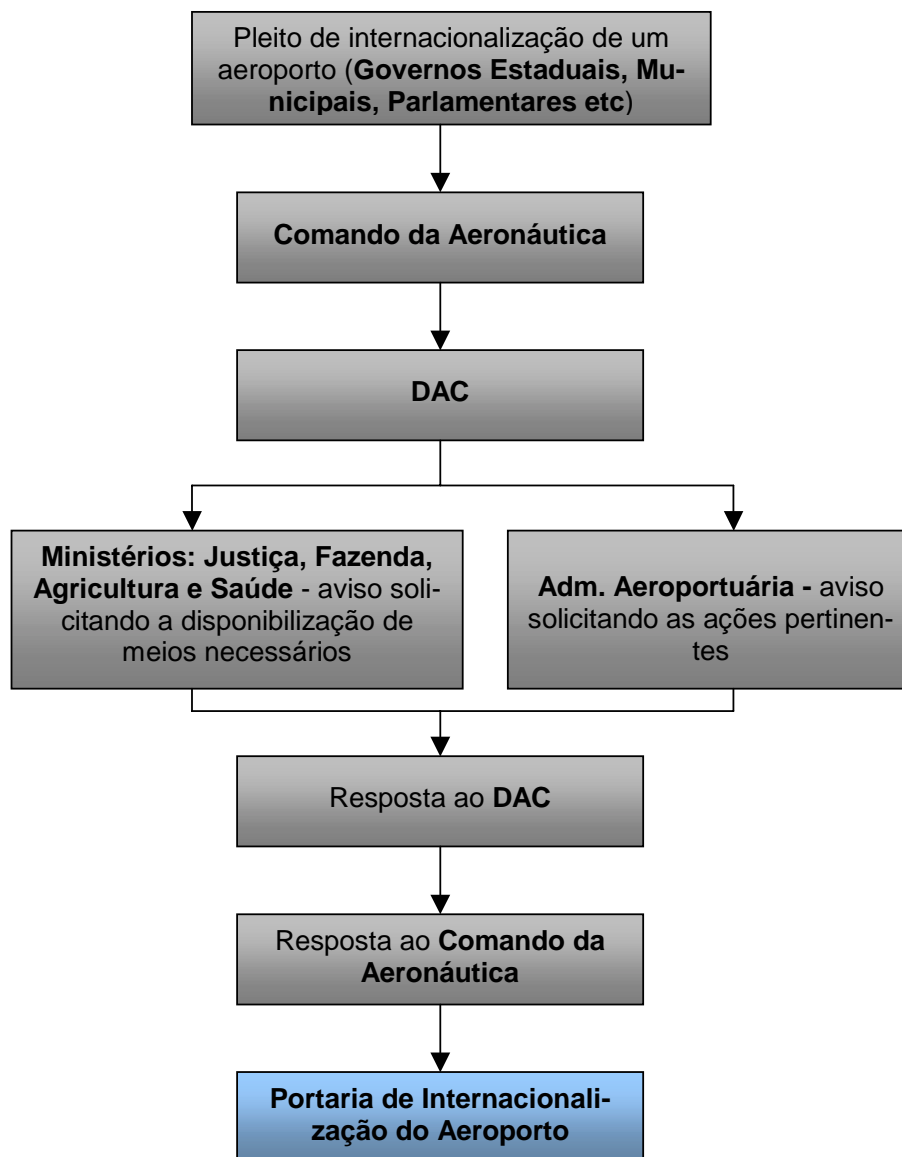 Pleito de internacionalização de um
aeroporto (Governos Estaduais, Mu-
nicipais, Parlamentares etc)
Comando da Aeronáutica
DAC
Ministérios: Justiça, Fazenda,
Agricultura e Saúde - aviso soli-
citando a disponibilização de
meios necessários
Adm. Aeroportuária - aviso
solicitando as ações pertinen-
tes
Resposta ao DAC
Resposta ao Comando da
Aeronáutica
Portaria de Internacionali-
zação do Aeroporto